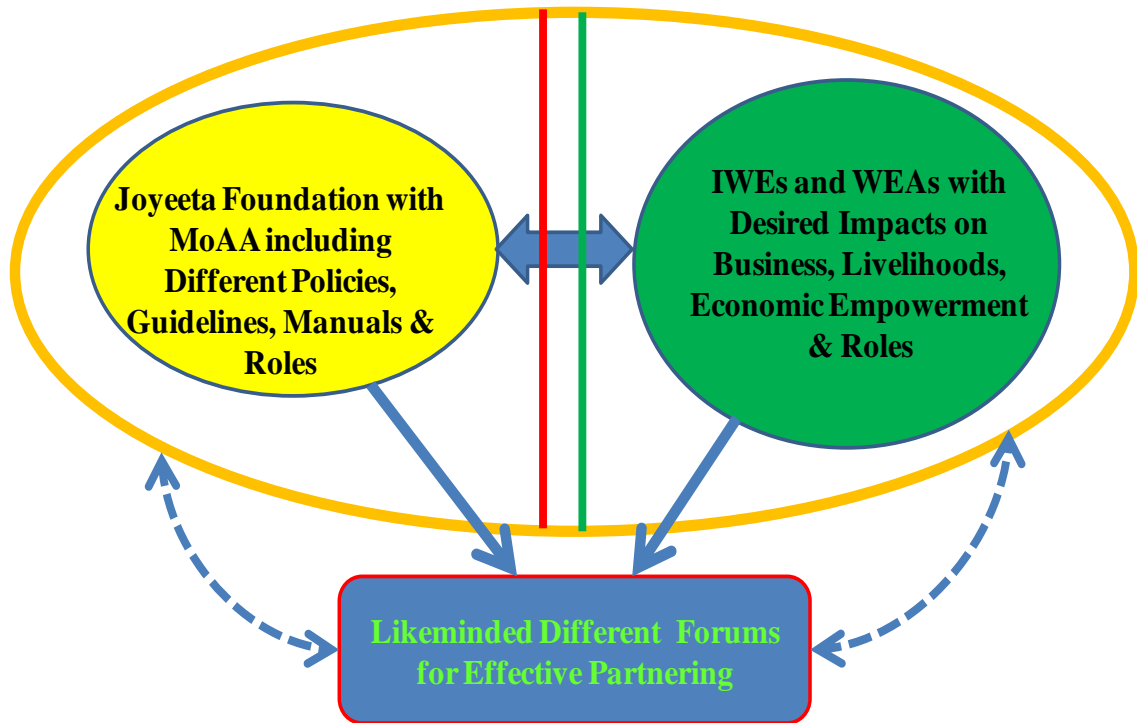 Joyeeta Foundation with
MoAA including
Different Policies,
Guidelines, Manuals &
Roles
IWEs and WEAs with
Desired Impacts on
Business, Livelihoods,
Economic Empowerment
& Roles
Likeminded Different Forums
for Effective Partnering